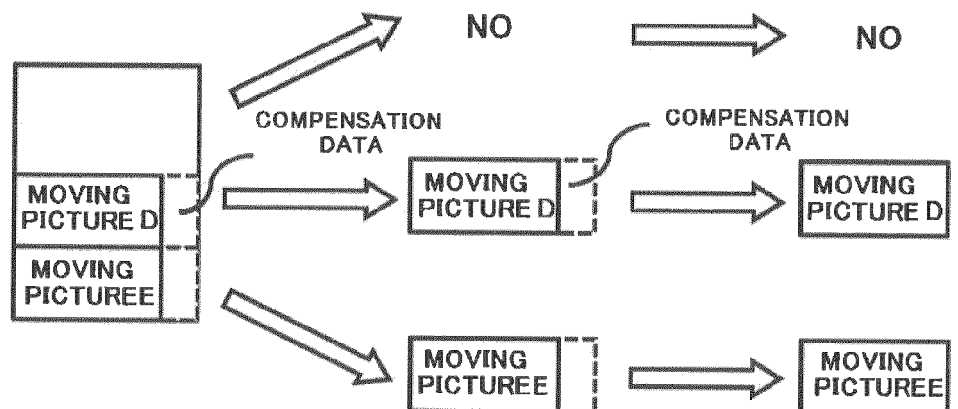 NO
NO
COMPENSATION
DATA
COMPENSATION
DATA
MOVING
PICTURE D
MOVING
PICTURE D
MOVING
PICTURE D
MOVING
PICTUREE
MOVING
PICTUREE
MOVING
PICTUREE